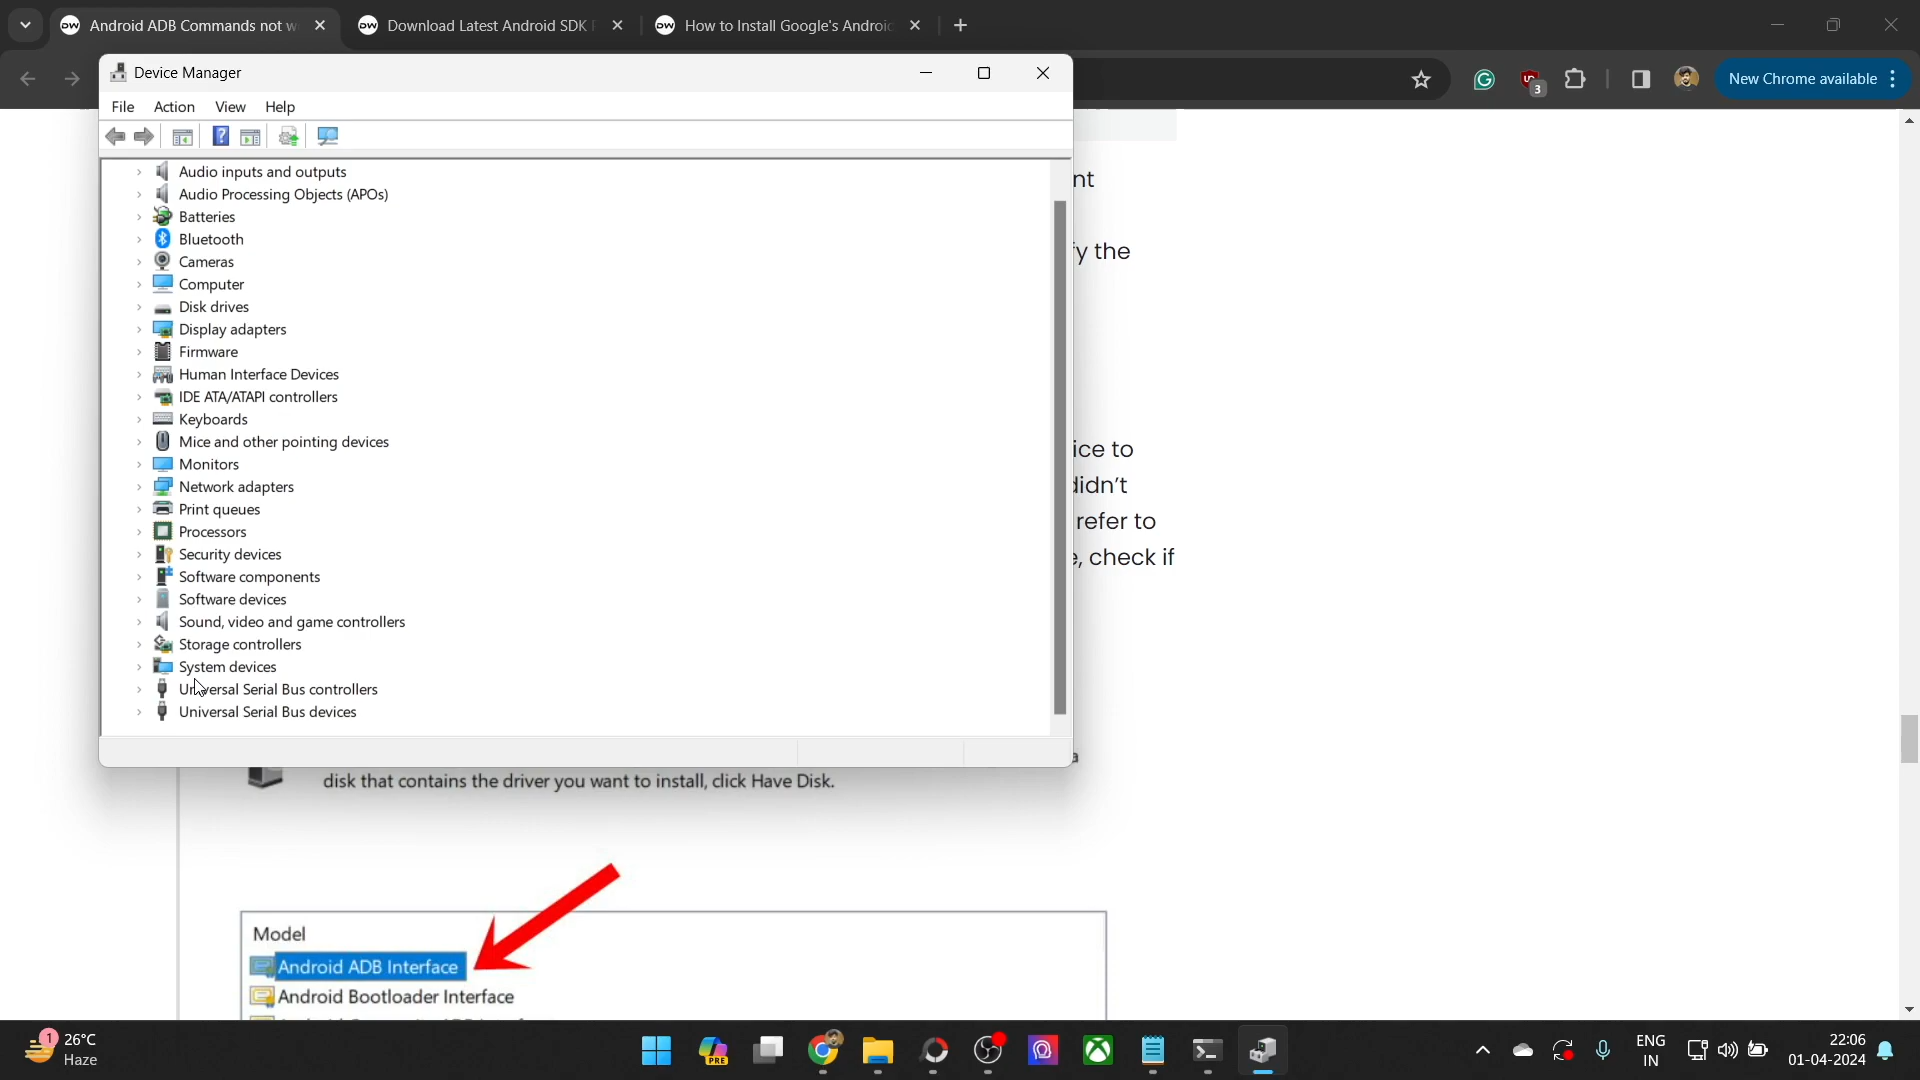 Android ADB Commands not w
Download Latest Android SDK
How to Install Google's Androi
Device Manager
New Chrome available
3
File Action View Help
Audio inputs and outputs
Audio Processing Objects (APOs)
Batteries
Bluetooth
Cameras
Computer
Disk drives
Display adapters
Firmware
Human Interface Devices
IDE ATA/ATAPI controllers
Keyboards
Mice and other pointing devices
Monitors
Network adapters
Print queues
Processors
Security devices
Software components
Software devices
Sound, video and game controllers
Storage controllers
System devices
Universal Serial Bus controllers
Universal Serial Bus devices
nt
fy the
ice to
didn't
refer to
e, check if
disk that contains the driver you want to install, click Have Disk.
Model
Android ADB Interface
Android Bootloader Interface
1
26°C
Haze
PRE
ENG
IN
22:06
01-04-2024